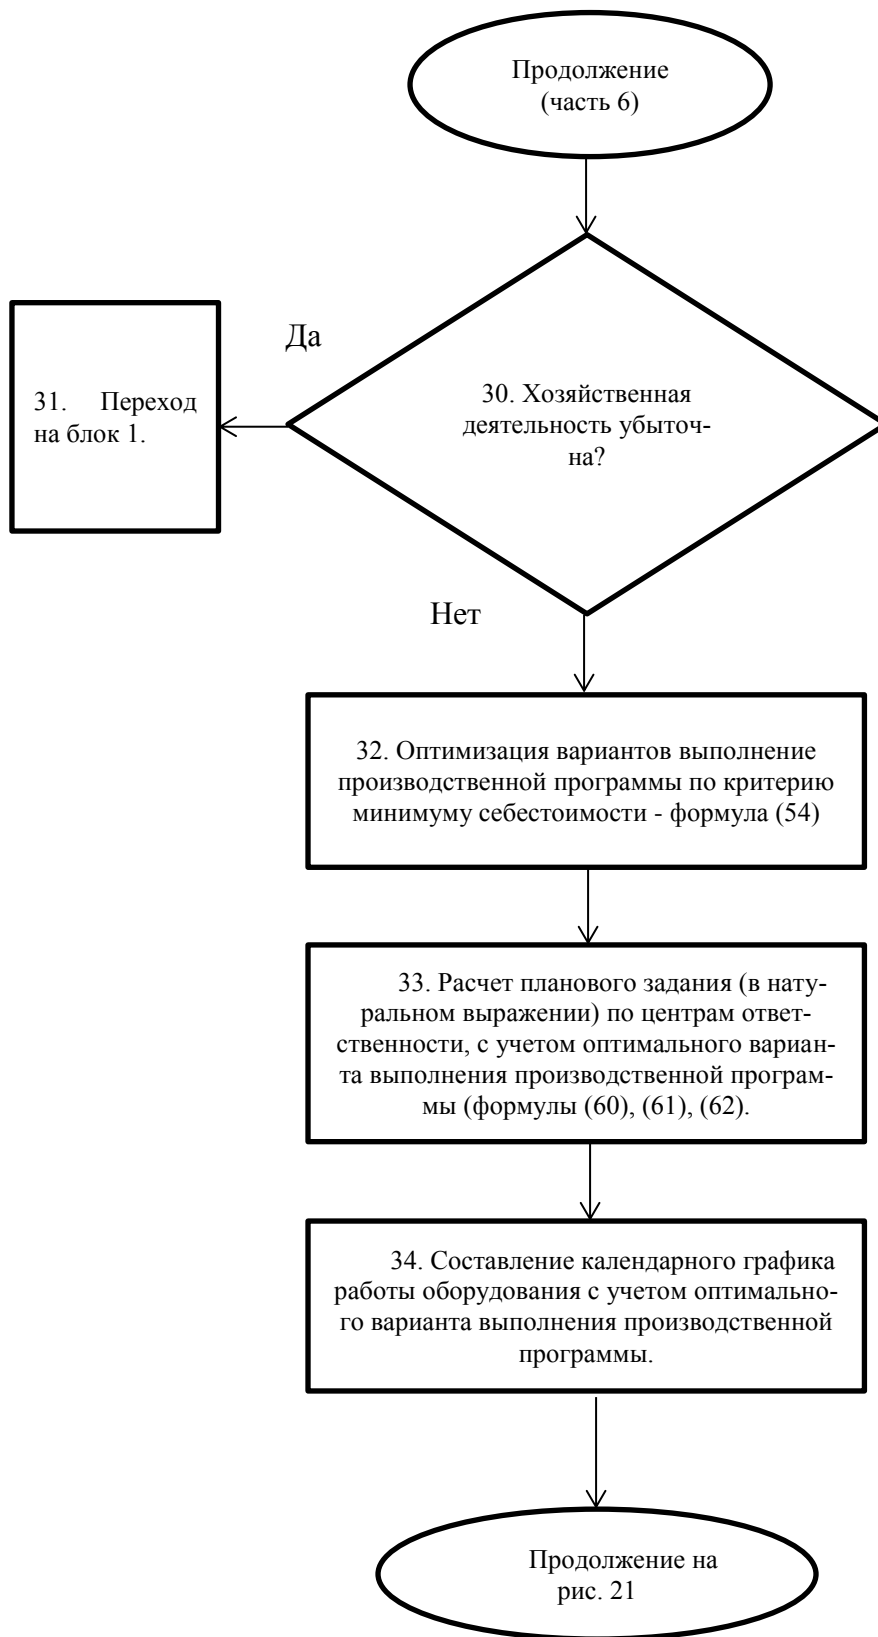 Продолжение
(часть 6)
Да
31. Переход
на блок 1.
30. Хозяйственная
деятельность убыточ-
на?
Нет
32. Оптимизация вариантов выполнение
производственной программы по критерию
минимуму себестоимости - формула (54)
33. Расчет планового задания (в нату-
ральном выражении) по центрам ответ-
ственности, с учетом оптимального вариан-
та выполнения производственной програм-
мы (формулы (60), (61), (62).
34. Составление календарного графика
работы оборудования с учетом оптимально-
го варианта выполнения производственной
программы.
Продолжение на
рис. 21